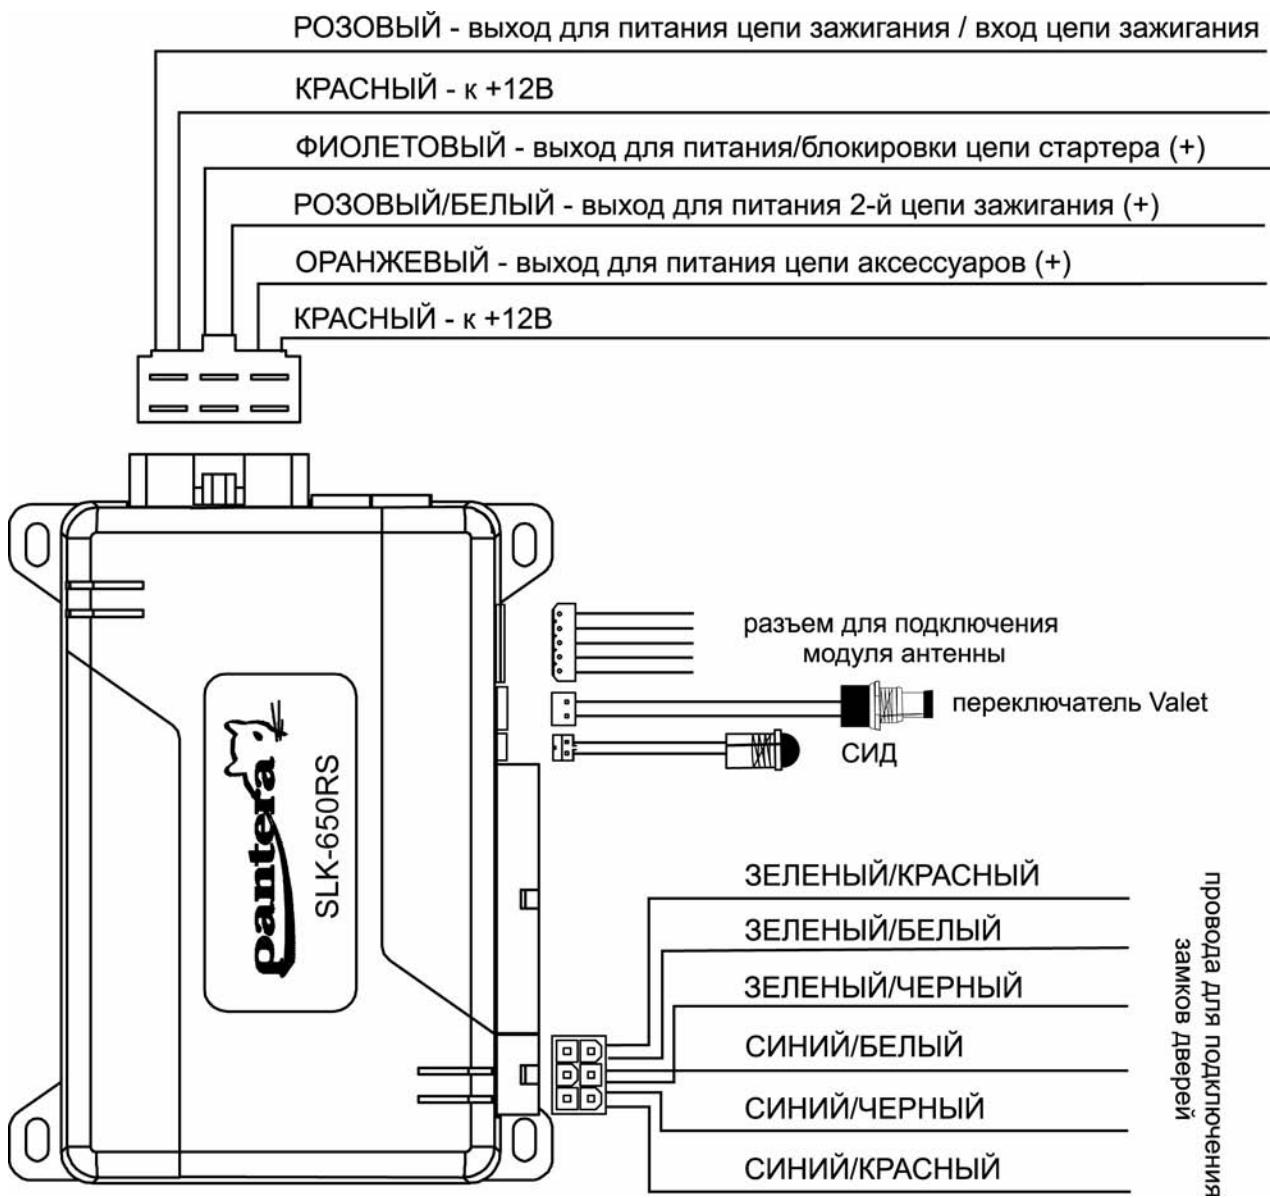 РОЗОВЫЙ - выход для питания цепи зажигания / вход цепи зажигания
КРАСНЫЙ - к +12В
ФИОЛЕТОВЫЙ - выход для питания/блокировки цепи стартера (+)
РОЗОВЫЙ/БЕЛЫЙ - выход для питания 2-й цепи зажигания (+)
ОРАНЖЕВЫЙ - выход для питания цепи аксессуаров (+)
КРАСНЫЙ - к +12В
разъем для подключения
модуля антенны
переключатель Valet
СИД
pantera
SLK-650RS
ЗЕЛЕНЫЙ/КРАСНЫЙ
ЗЕЛЕНЫЙ/БЕЛЫЙ
ЗЕЛЕНЫЙ/ЧЕРНЫЙ
СИНИЙ/БЕЛЫЙ
СИНИЙ/ЧЕРНЫЙ
СИНИЙ/КРАСНЫЙ
провода для подключения
замков дверей